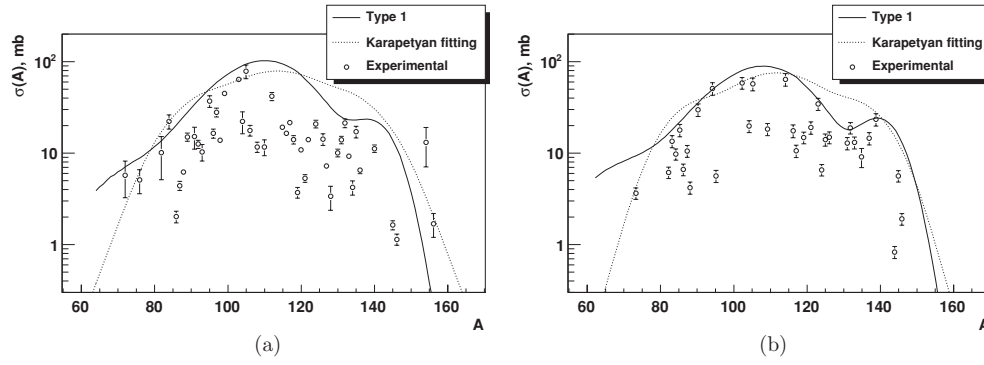 Type 1
Karapetyan fitting
Experimental
σ(A), mb
10²
10
1
60 80 100 120 140 160
A
(a)
Type 1
Karapetyan fitting
Experimental
σ(A), mb
10²
10
1
60 80 100 120 140 160
A
(b)